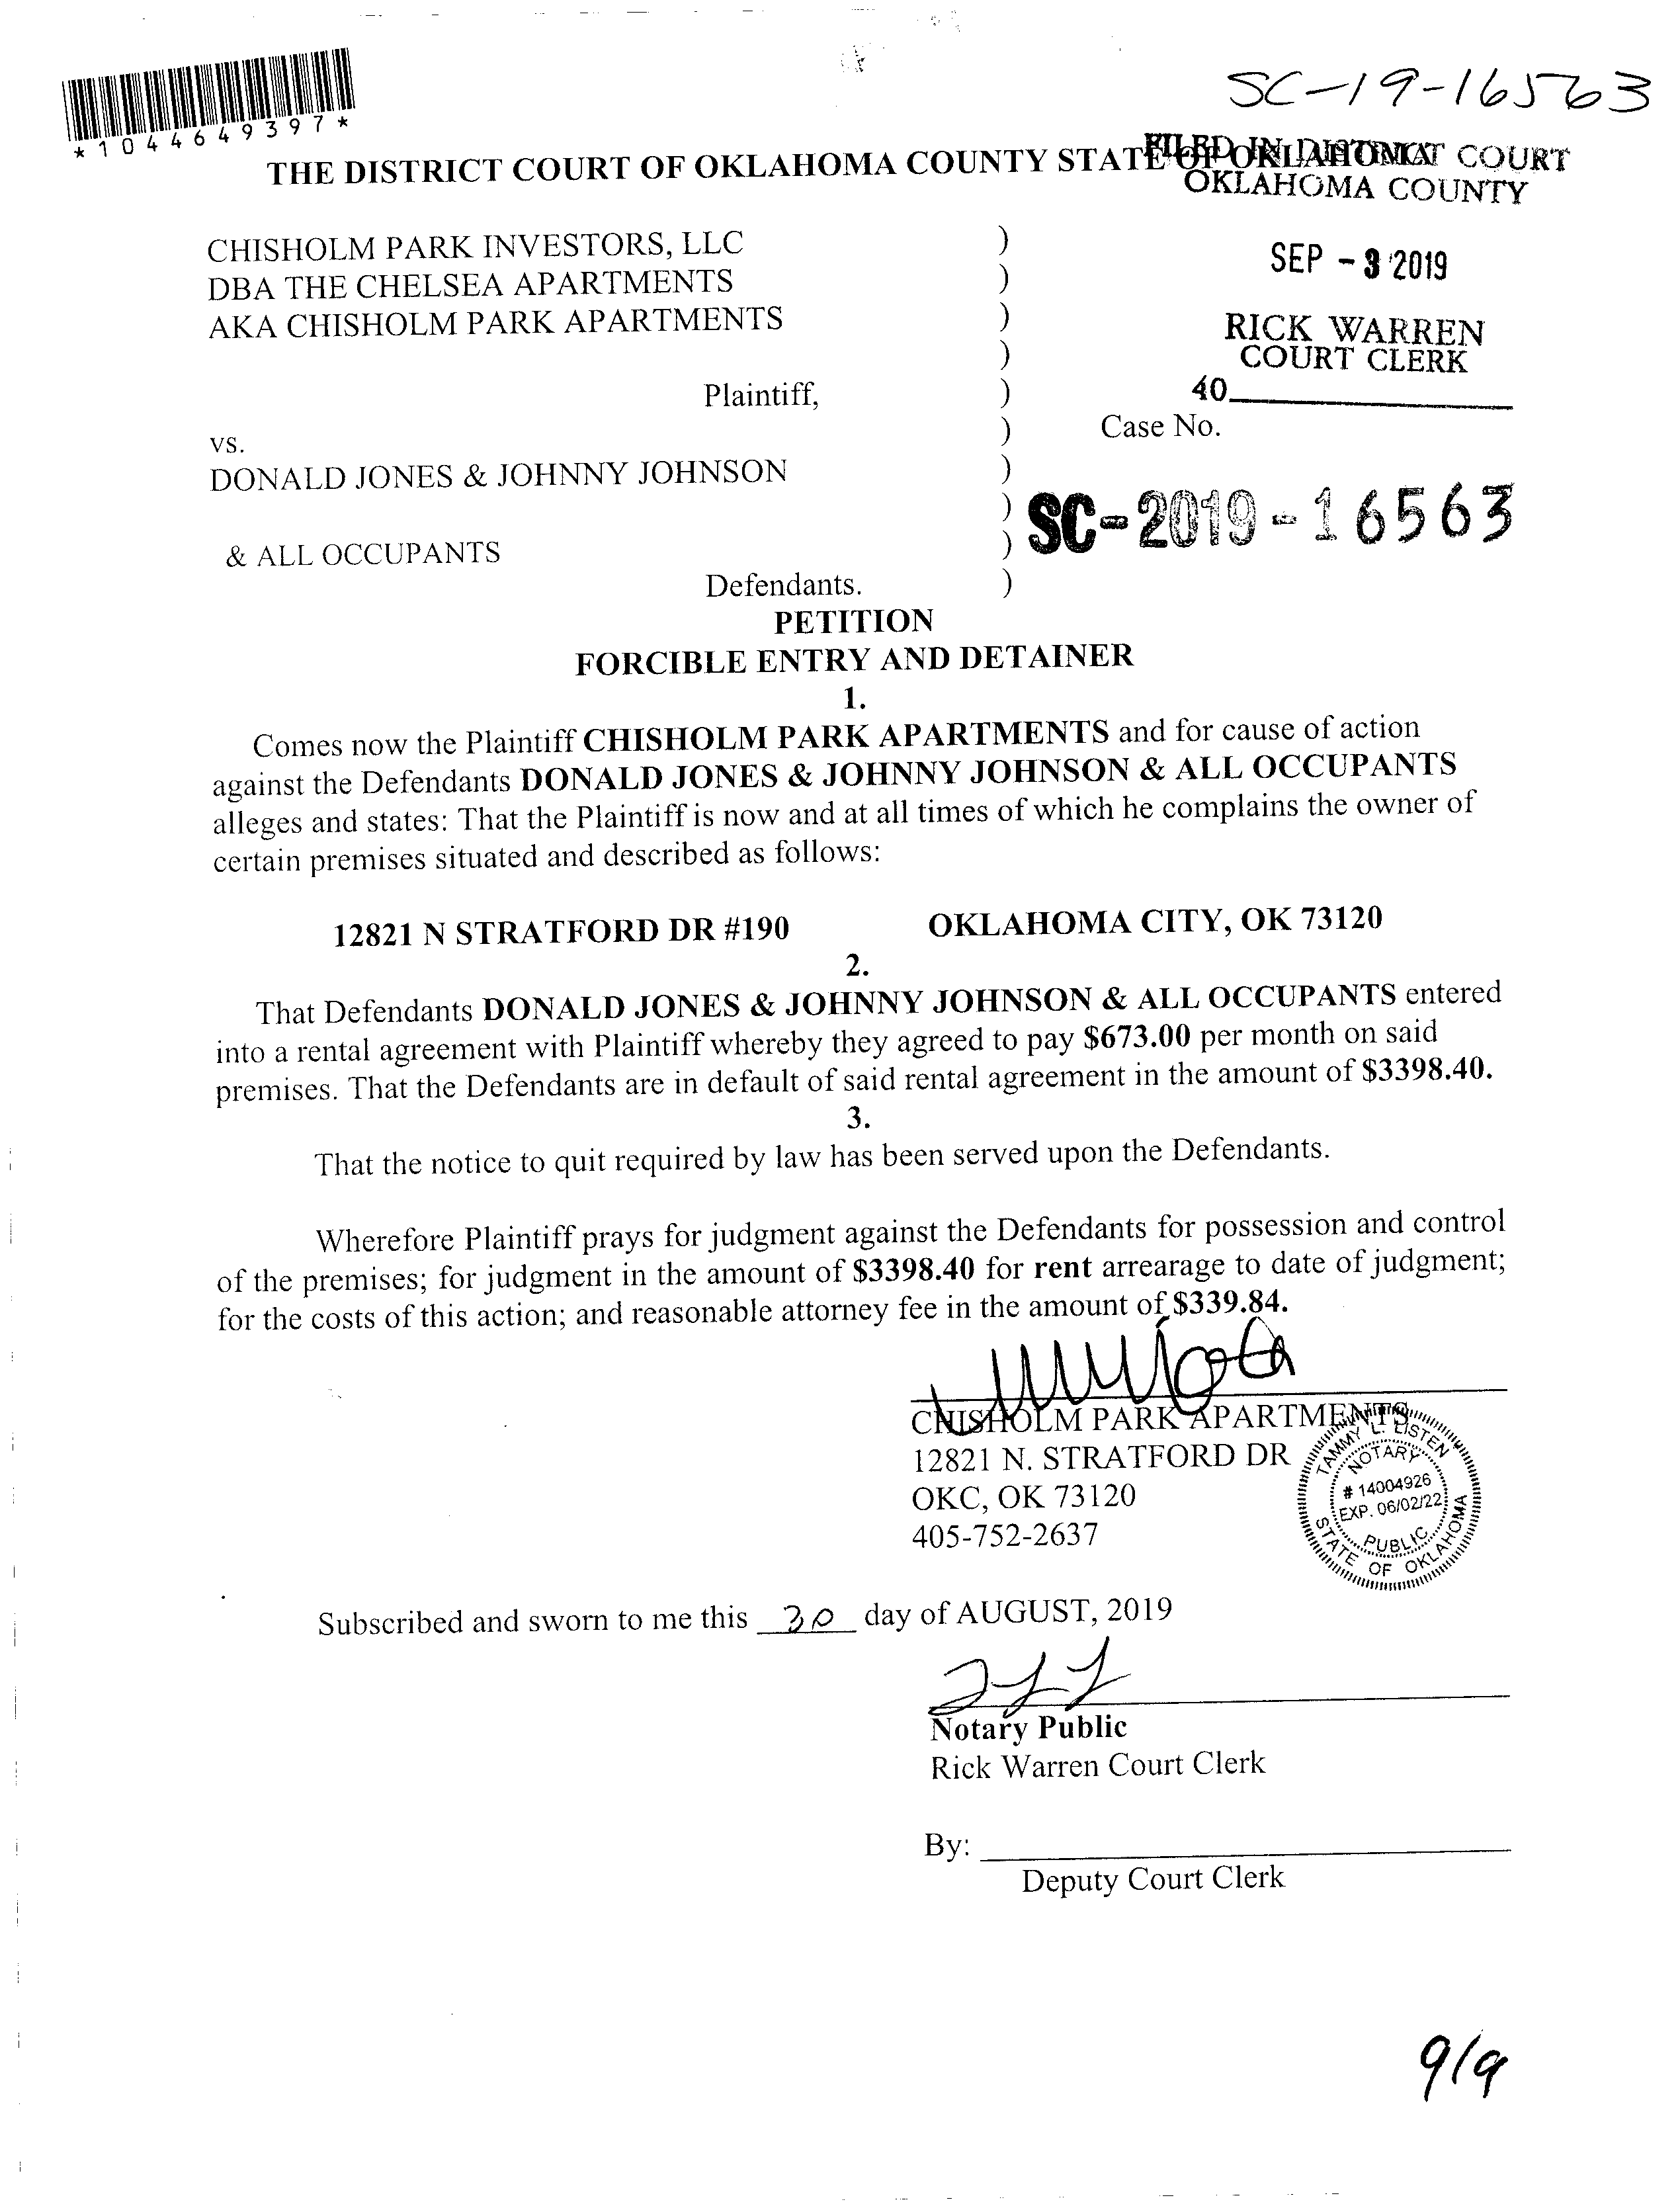 SC-19-16563
*1044649397*
THE DISTRICT COURT OF OKLAHOMA COUNTY STATE OF OKLAHOMA
FILED IN DISTRICT COURT
OKLAHOMA COUNTY
SEP - 3 2019
RICK WARREN
COURT CLERK
40
CHISHOLM PARK INVESTORS, LLC )
DBA THE CHELSEA APARTMENTS )
AKA CHISHOLM PARK APARTMENTS )
)
Plaintiff, )
vs. ) Case No.
DONALD JONES & JOHNNY JOHNSON )
) SC-2019-16563
& ALL OCCUPANTS )
Defendants. )
PETITION
FORCIBLE ENTRY AND DETAINER
1.
Comes now the Plaintiff CHISHOLM PARK APARTMENTS and for cause of action
against the Defendants DONALD JONES & JOHNNY JOHNSON & ALL OCCUPANTS
alleges and states: That the Plaintiff is now and at all times of which he complains the owner of
certain premises situated and described as follows:
12821 N STRATFORD DR #190 OKLAHOMA CITY, OK 73120
2.
That Defendants DONALD JONES & JOHNNY JOHNSON & ALL OCCUPANTS entered
into a rental agreement with Plaintiff whereby they agreed to pay $673.00 per month on said
premises. That the Defendants are in default of said rental agreement in the amount of $3398.40.
3.
That the notice to quit required by law has been served upon the Defendants.
Wherefore Plaintiff prays for judgment against the Defendants for possession and control
of the premises; for judgment in the amount of $3398.40 for rent arrearage to date of judgment;
for the costs of this action; and reasonable attorney fee in the amount of $339.84.
CHISHOLM PARK APARTMENTS
12821 N. STRATFORD DR
OKC, OK 73120
405-752-2637
TAMMY L. LISTEN
NOTARY
# 14004926
EXP. 06/02/22
PUBLIC
STATE OF OKLAHOMA
Subscribed and sworn to me this 30 day of AUGUST, 2019
Notary Public
Rick Warren Court Clerk
By:
Deputy Court Clerk
9/9